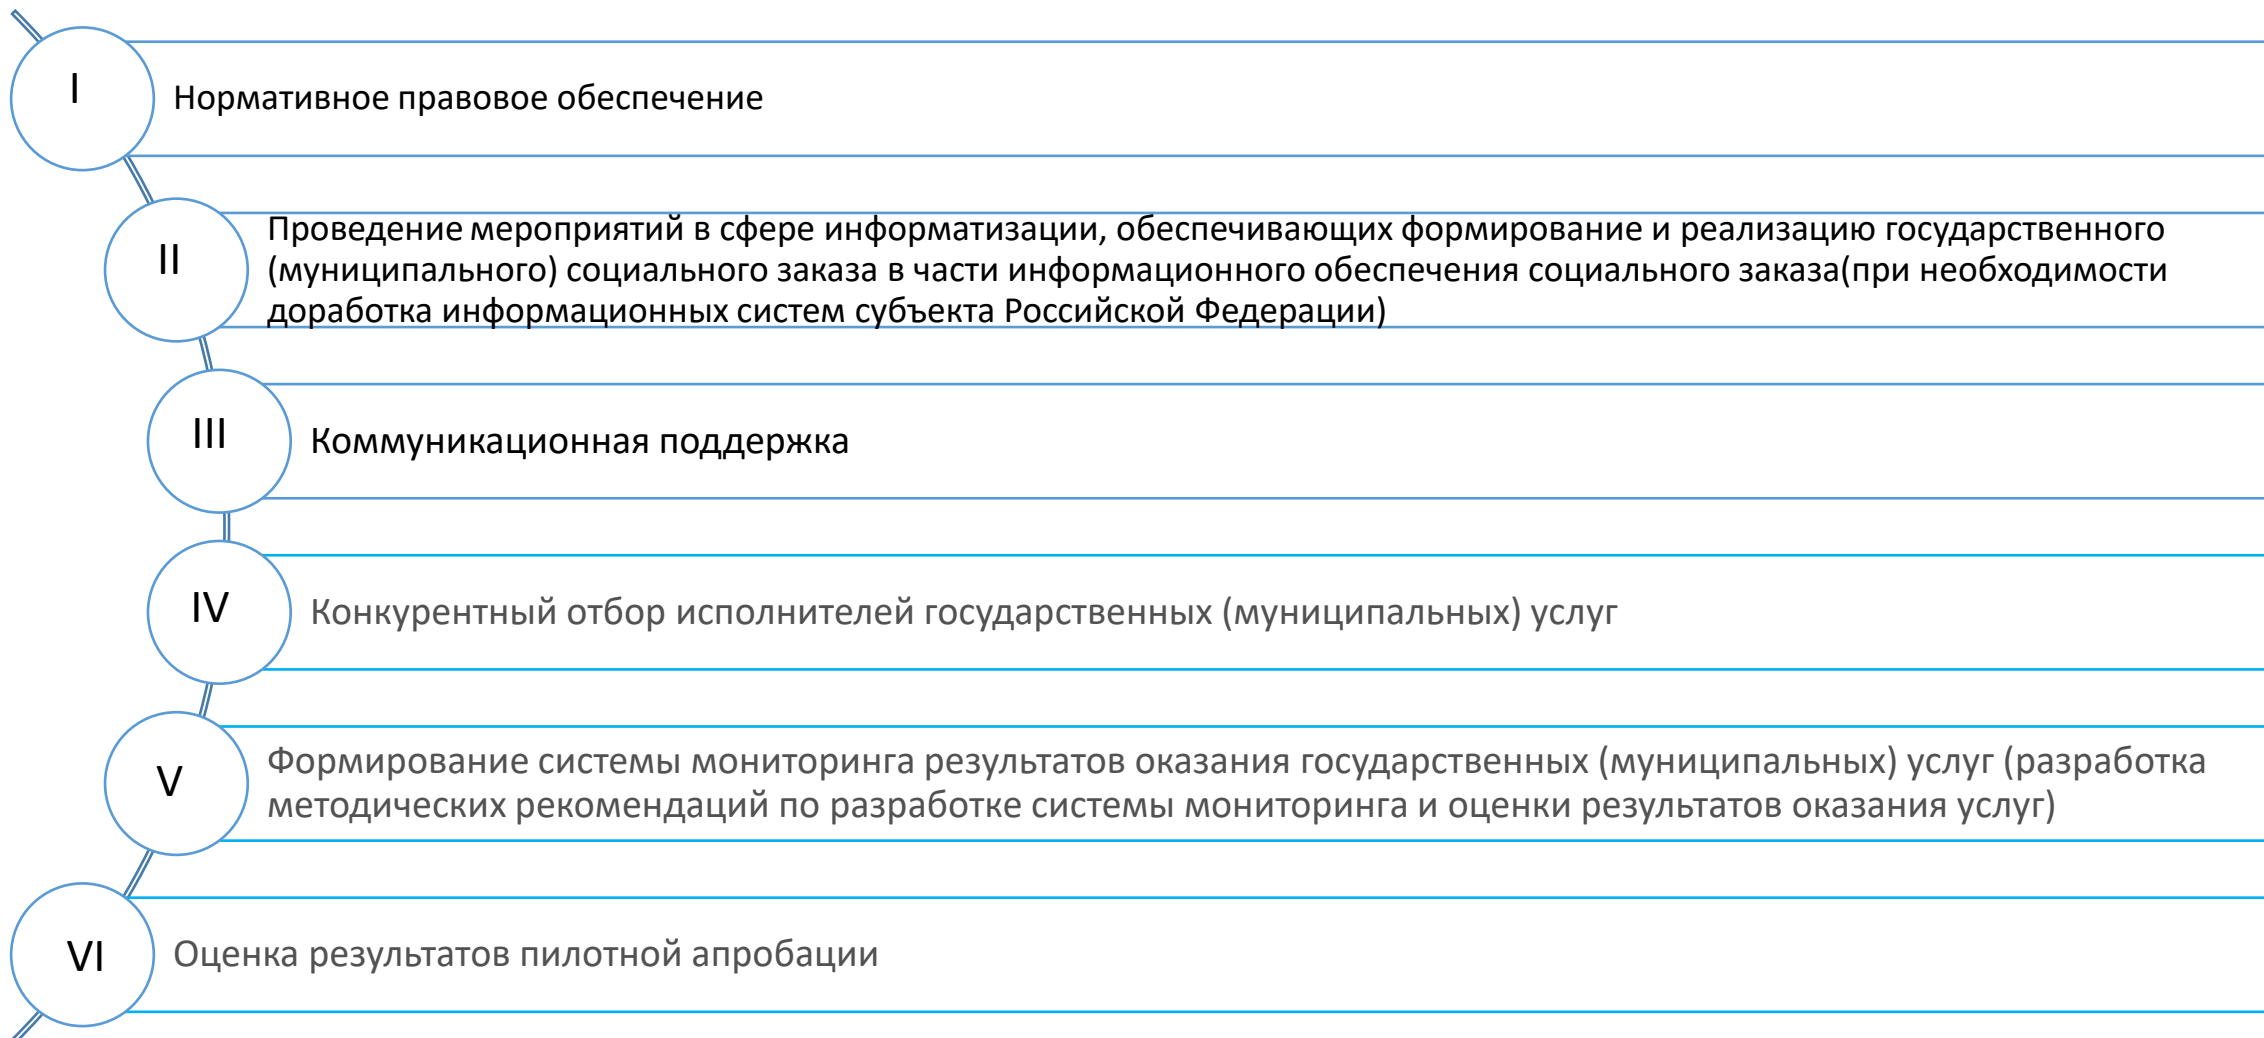 I
Нормативное правовое обеспечение
II
Проведение мероприятий в сфере информатизации, обеспечивающих формирование и реализацию государственного
(муниципального) социального заказа в части информационного обеспечения социального заказа(при необходимости
доработка информационных систем субъекта Российской Федерации)
III
Коммуникационная поддержка
IV
Конкурентный отбор исполнителей государственных (муниципальных) услуг
V
Формирование системы мониторинга результатов оказания государственных (муниципальных) услуг (разработка
методических рекомендаций по разработке системы мониторинга и оценки результатов оказания услуг)
VI
Оценка результатов пилотной апробации